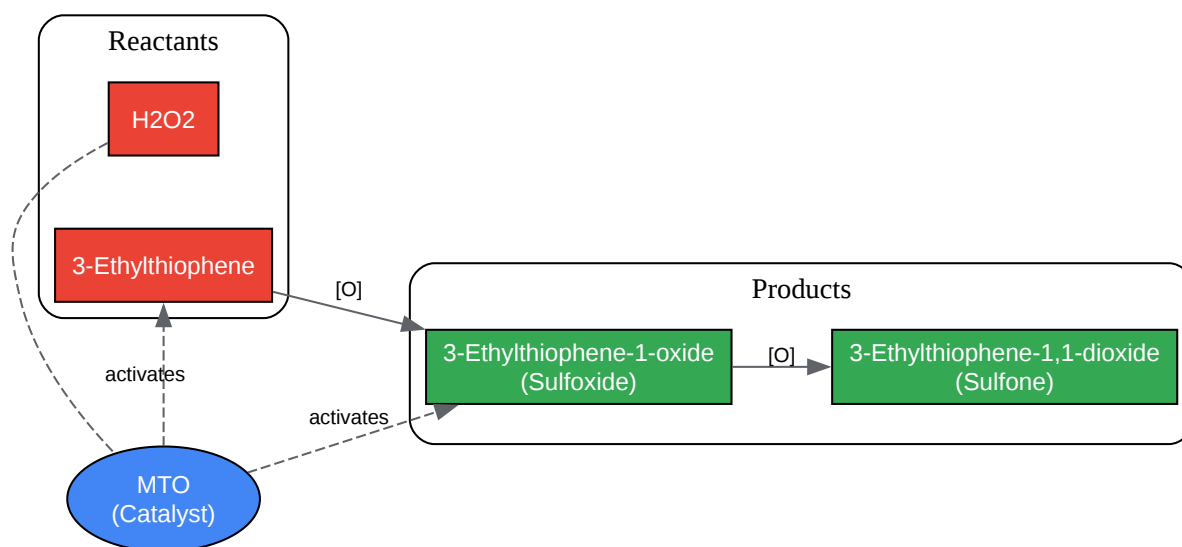 Reactants
H2O2
3-Ethylthiophene
[O]
Products
3-Ethylthiophene-1-oxide
(Sulfoxide)
[O]
3-Ethylthiophene-1,1-dioxide
(Sulfone)
activates
activates
MTO
(Catalyst)